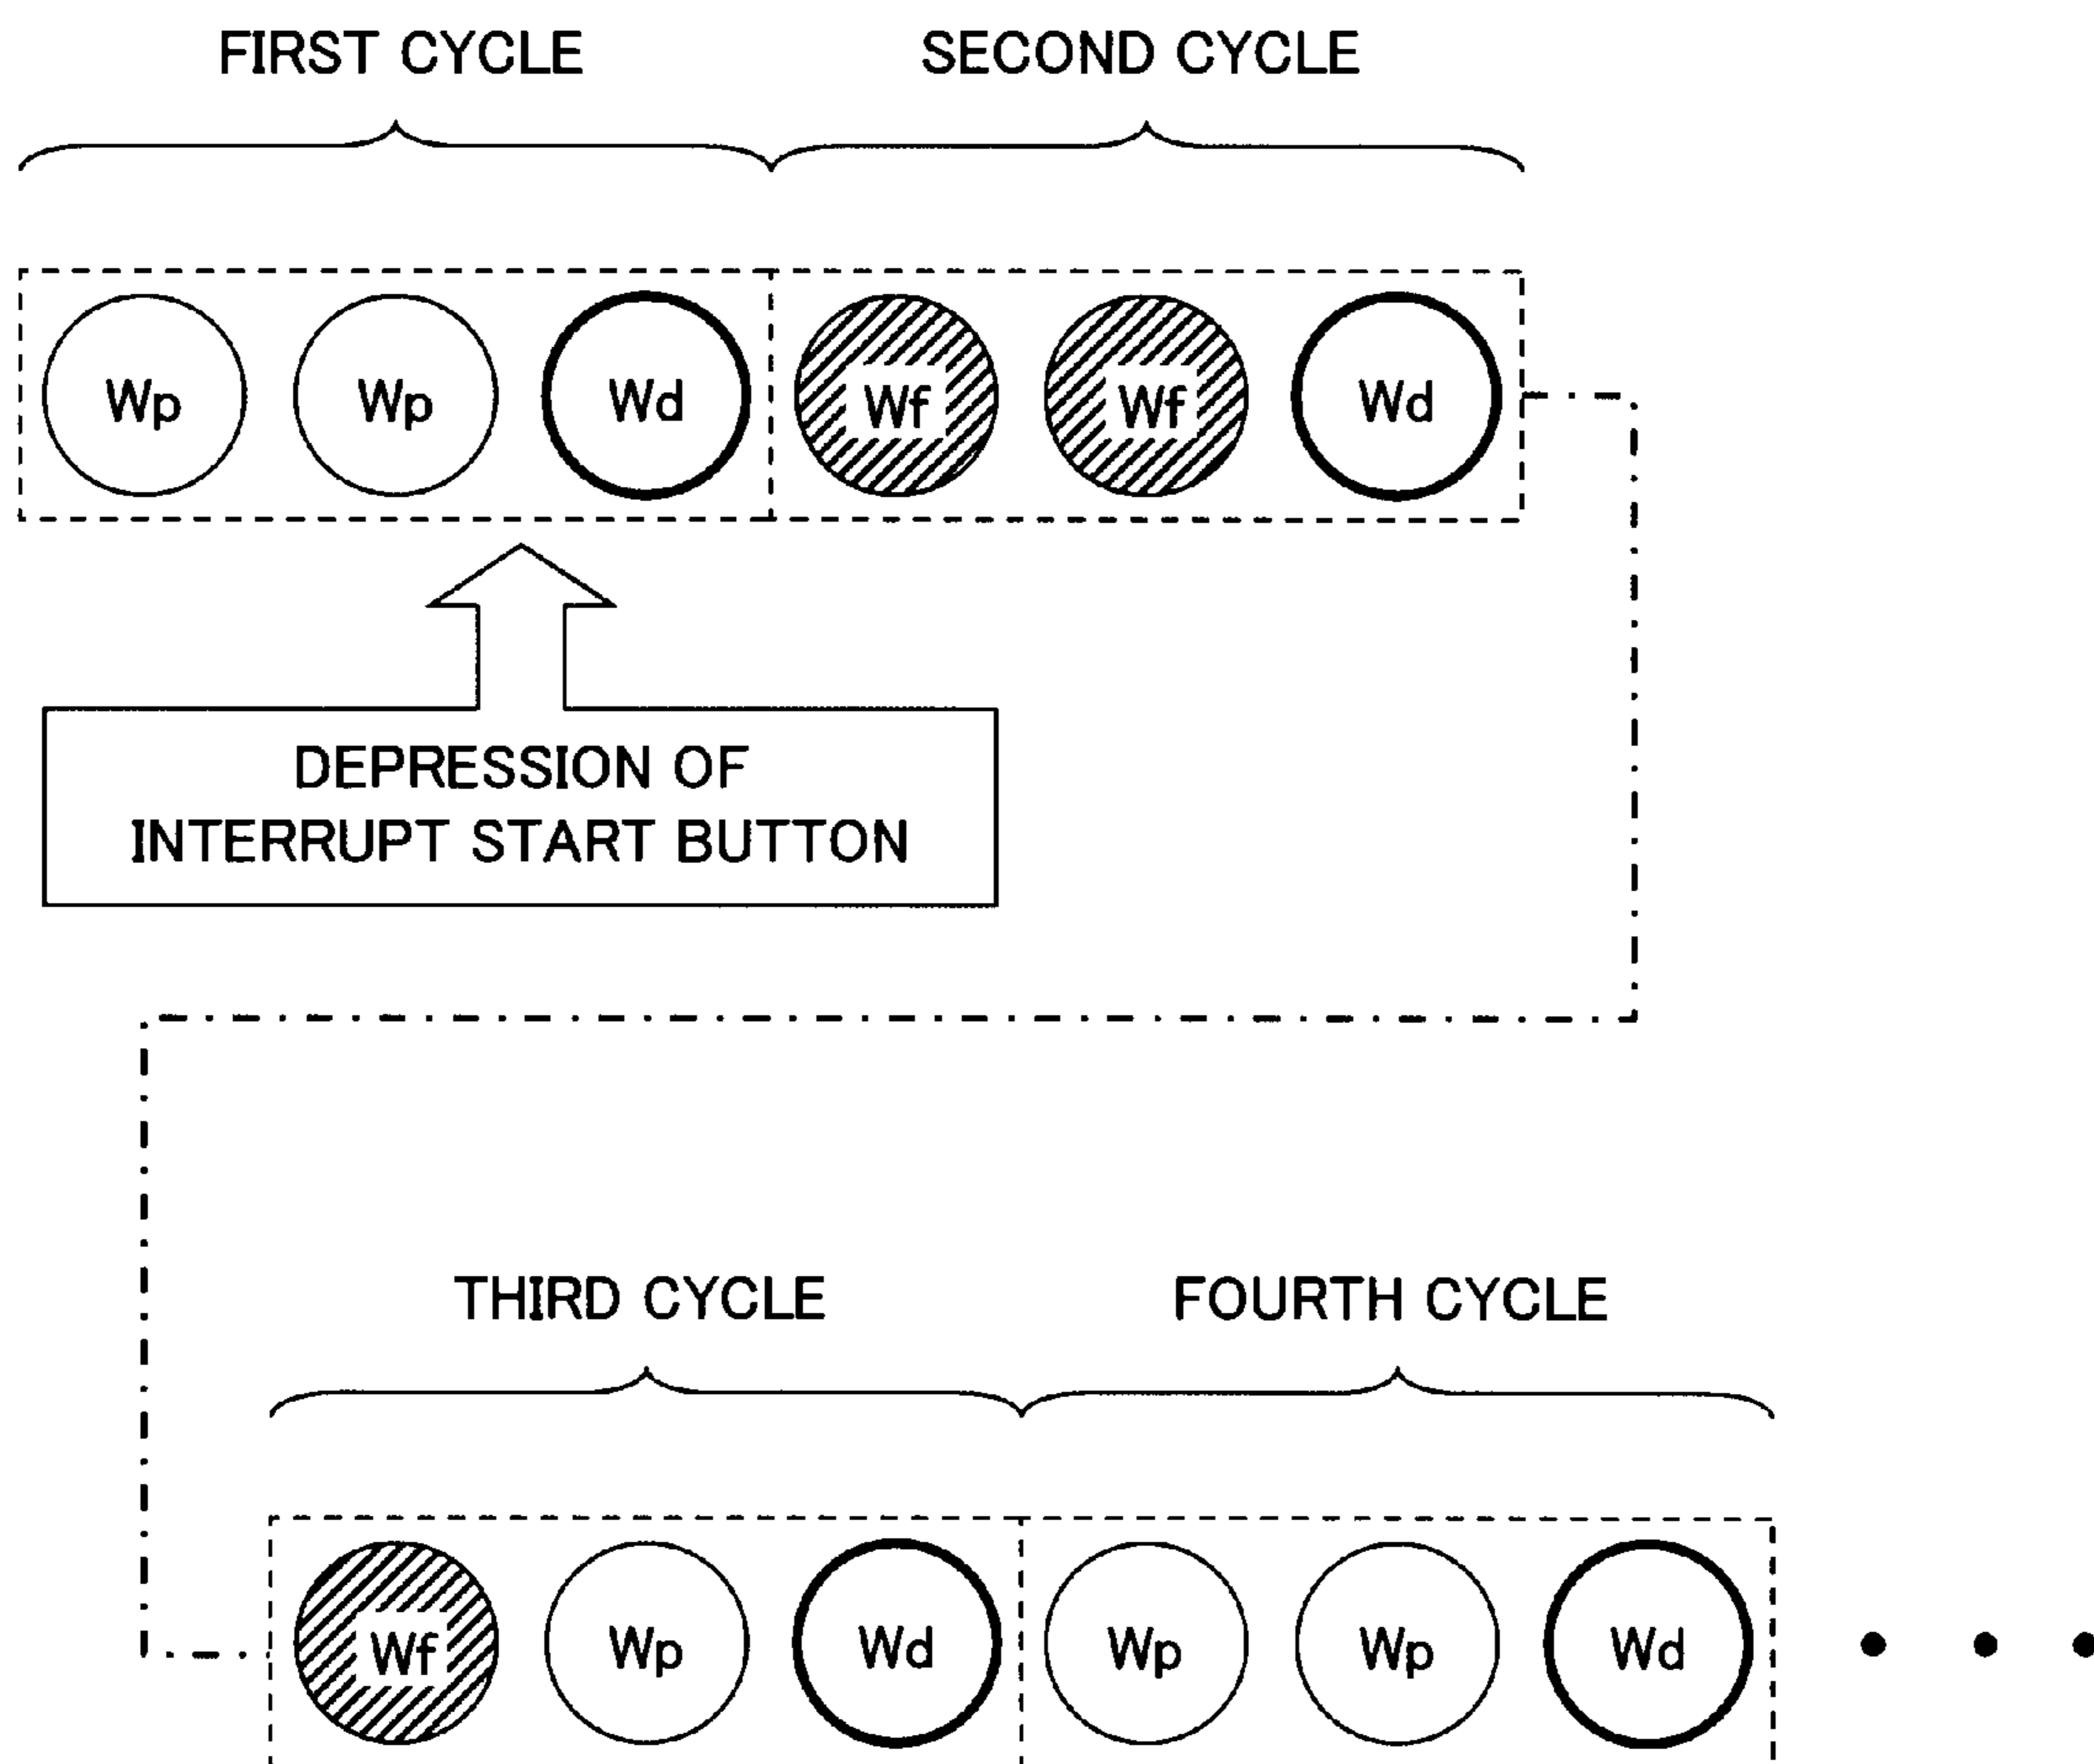 FIRST CYCLE SECOND CYCLE
Wp Wp Wd Wf Wf Wd
DEPRESSION OF
INTERRUPT START BUTTON
THIRD CYCLE FOURTH CYCLE
Wf Wp Wd Wp Wp Wd